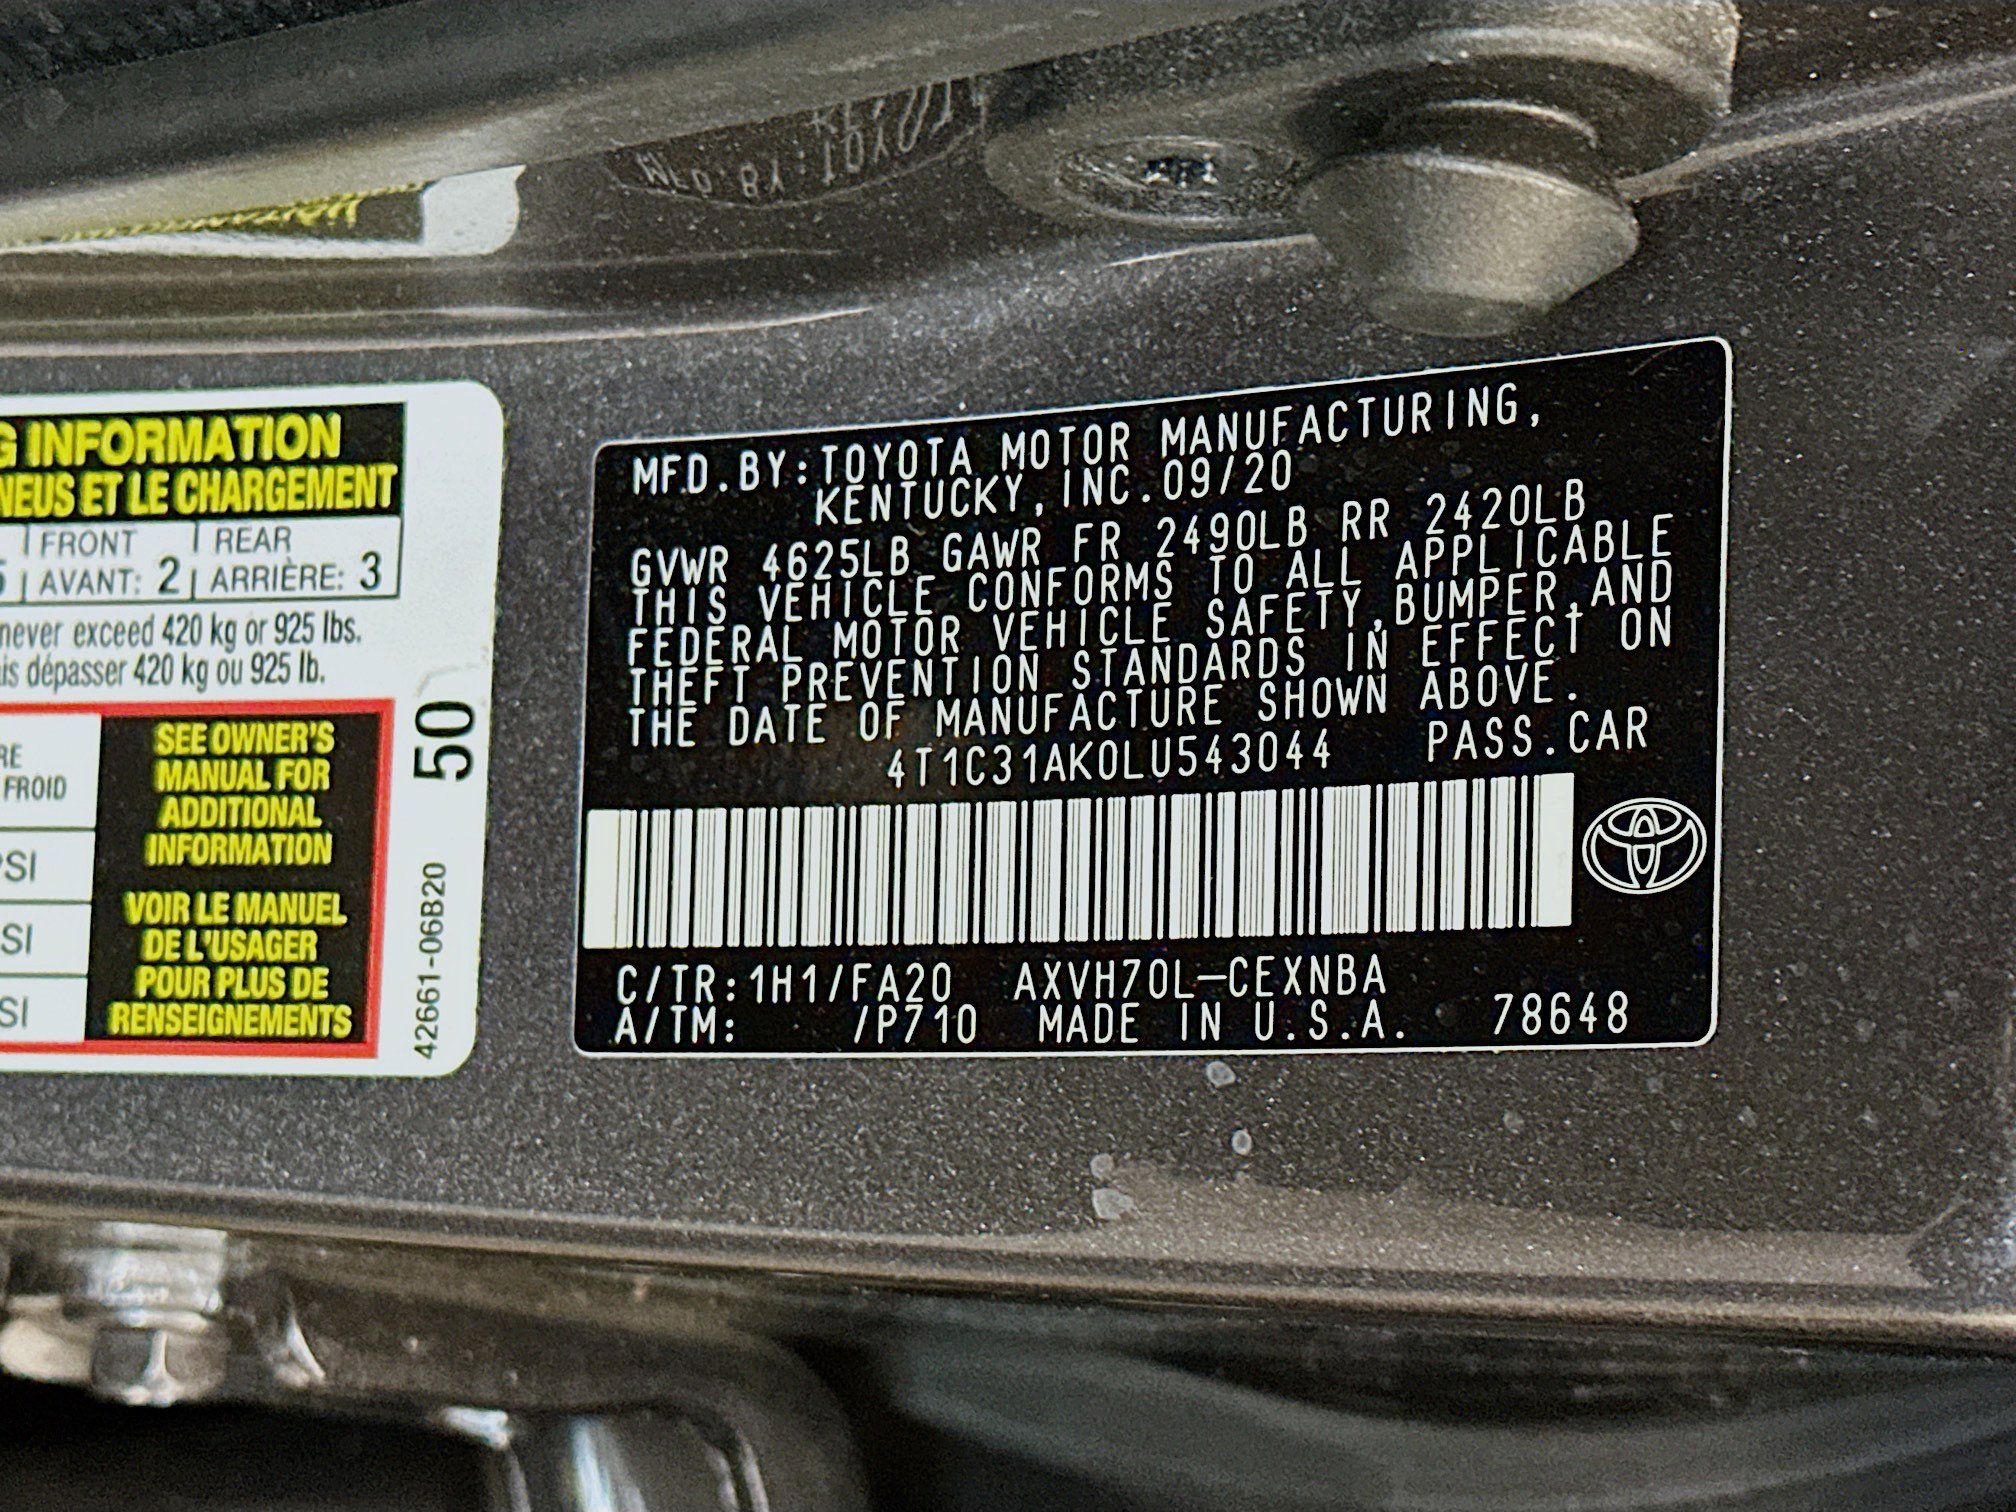 G INFORMATION
NEUS ET LE CHARGEMENT
FRONT REAR
AVANT: 2 ARRIÈRE: 3
never exceed 420 kg or 925 lbs.
is dépasser 420 kg ou 925 lb.
RE
FROID
SI
SI
SI
SEE OWNER'S
MANUAL FOR
ADDITIONAL
INFORMATION
VOIR LE MANUEL
DE L'USAGER
POUR PLUS DE
RENSEIGNEMENTS
50
42661-06B20
MFD.BY:TOYOTA MOTOR MANUFACTURING,
KENTUCKY,INC.09/20
GVWR 4625LB GAWR FR 2490LB RR 2420LB
THIS VEHICLE CONFORMS TO ALL APPLICABLE
FEDERAL MOTOR VEHICLE SAFETY,BUMPER,AND
THEFT PREVENTION STANDARDS IN EFFECT ON
THE DATE OF MANUFACTURE SHOWN ABOVE.
4T1C31AK0LU543044 PASS.CAR
C/TR:1H1/FA20 AXVH70L-CEXNBA
A/TM: /P710 MADE IN U.S.A. 78648